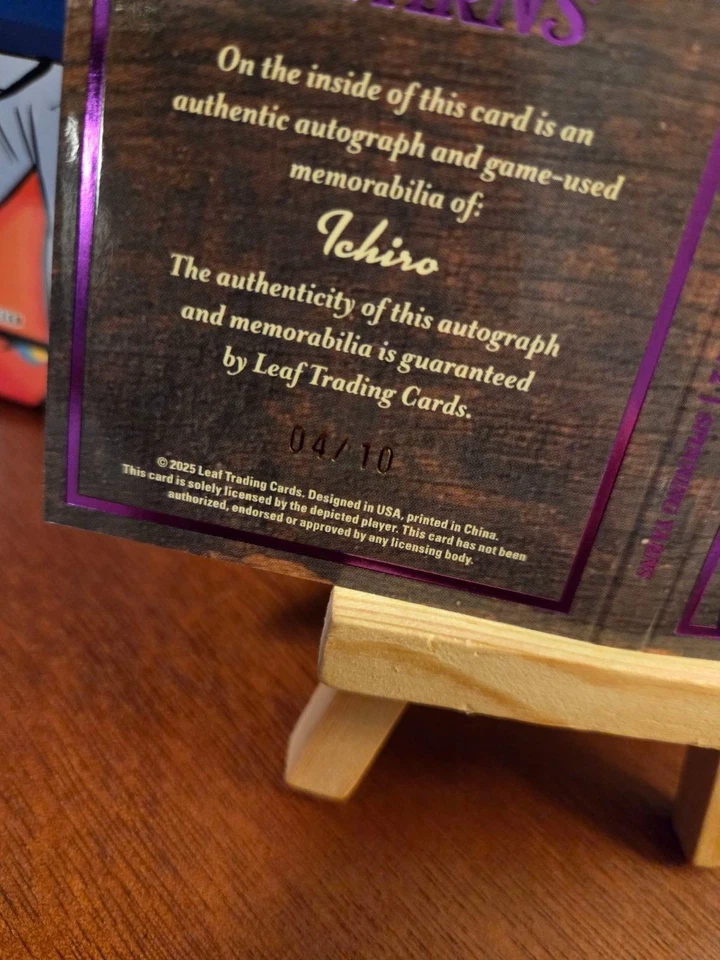 On the inside of this card is an
authentic autograph and game-used
memorabilia of:
Ichiro
The authenticity of this autograph
and memorabilia is guaranteed
by Leaf Trading Cards.
04/10
© 2025 Leaf Trading Cards. Designed in USA, printed in China.
This card is solely licensed by the depicted player. This card has not been
authorized, endorsed or approved by any licensing body.